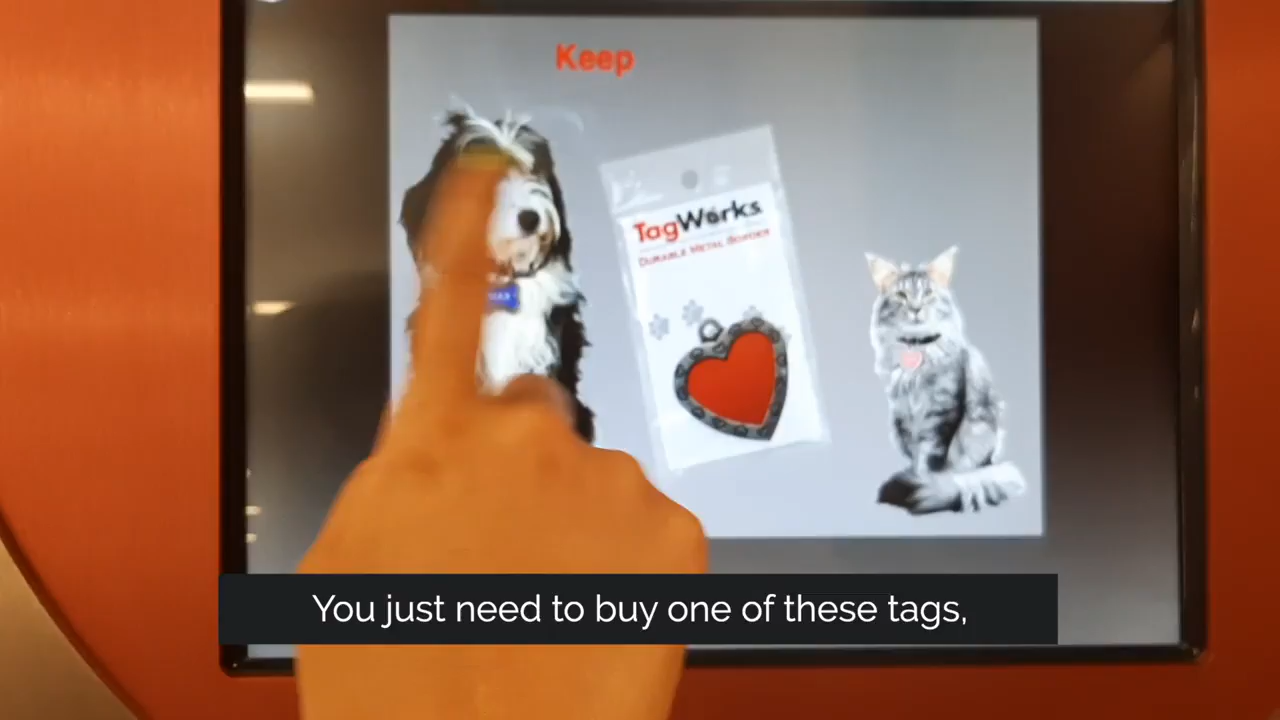 Keep
TagWorks
DURABLE METAL BORDER
You just need to buy one of these tags,